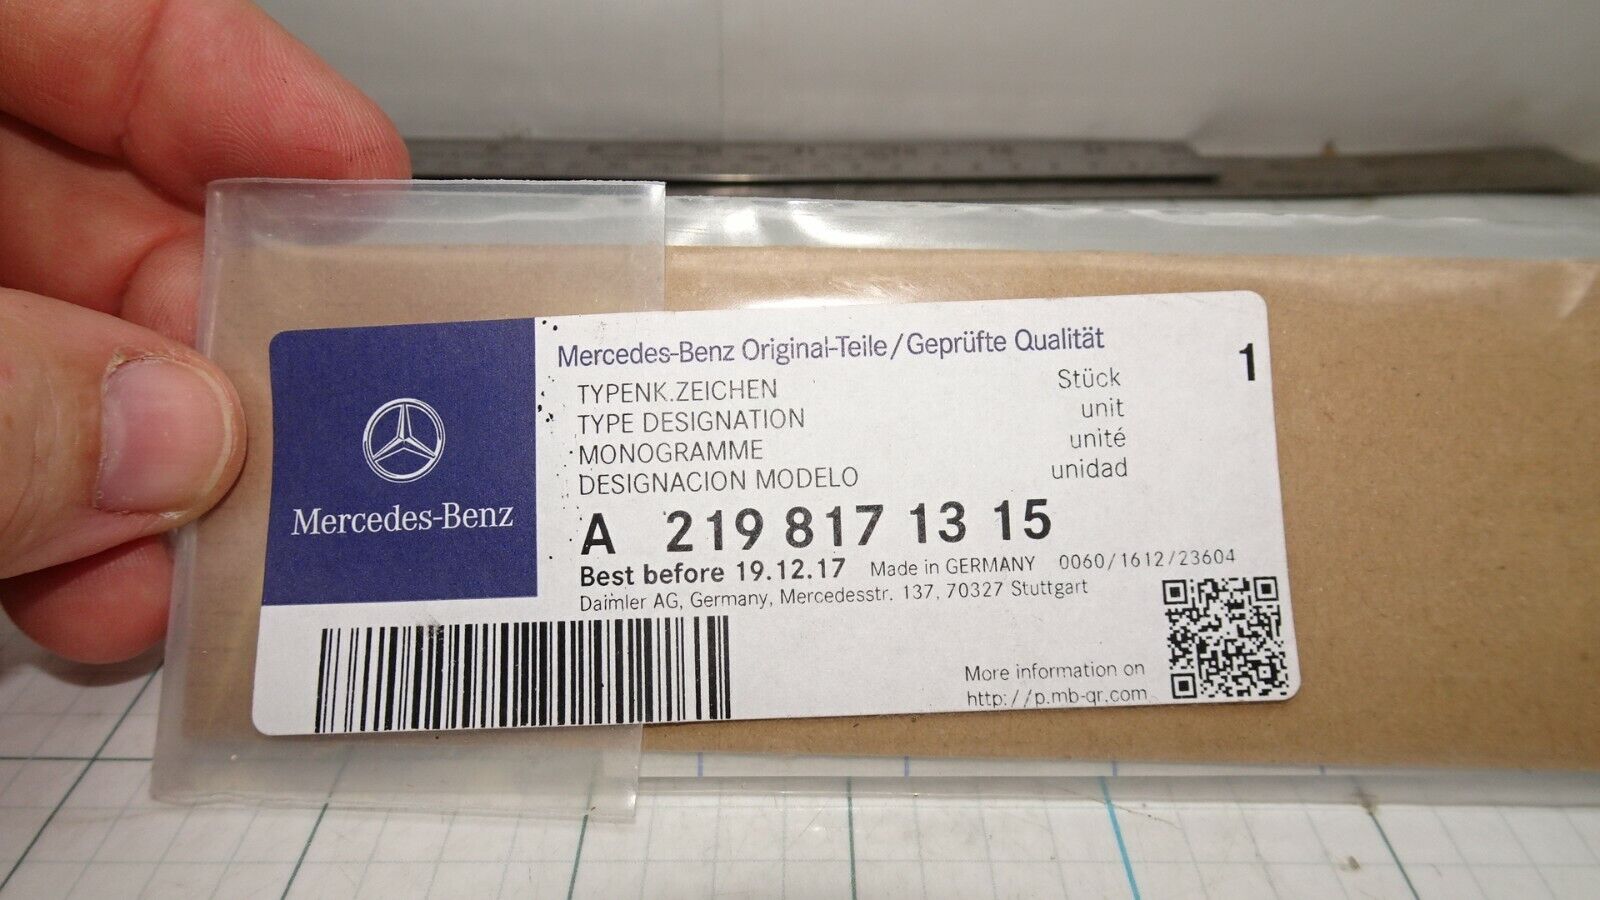 Mercedes-Benz
Mercedes-Benz Original-Teile/Geprüfte Qualität
TYPENK.ZEICHEN Stück 1
TYPE DESIGNATION unit
MONOGRAMME unité
DESIGNACION MODELO unidad
A 219 817 13 15
Best before 19.12.17 Made in GERMANY 0060/1612/23604
Daimler AG, Germany, Mercedesstr. 137, 70327 Stuttgart
More information on
http://p.mb-qr.com